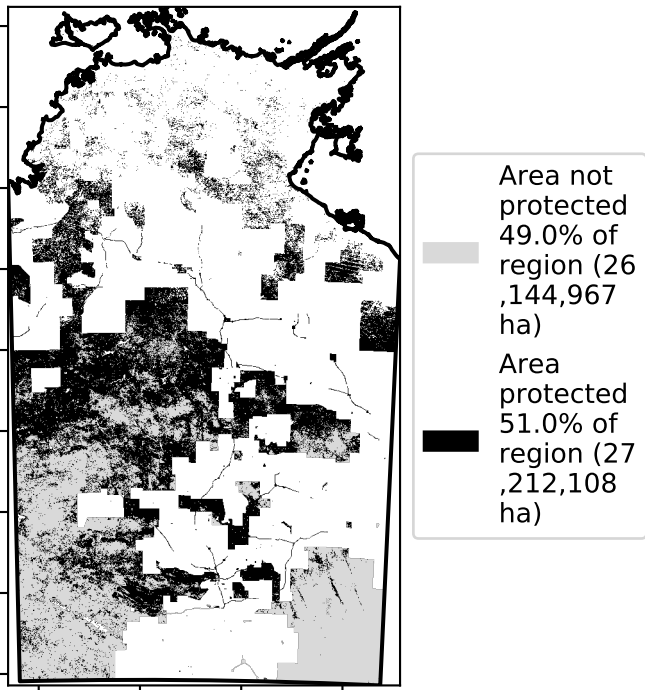 Area not
protected
49.0% of
region (26
,144,967
ha)
Area
protected
51.0% of
region (27
,212,108
ha)